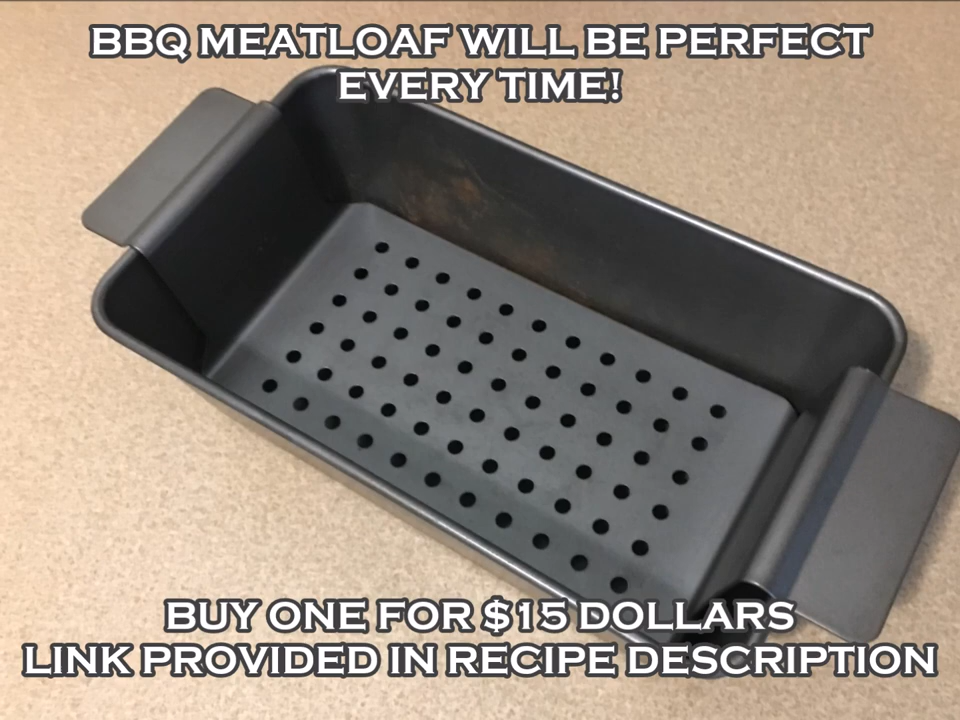 BBQ MEATLOAF WILL BE PERFECT
EVERY TIME!
BUY ONE FOR $15 DOLLARS
LINK PROVIDED IN RECIPE DESCRIPTION